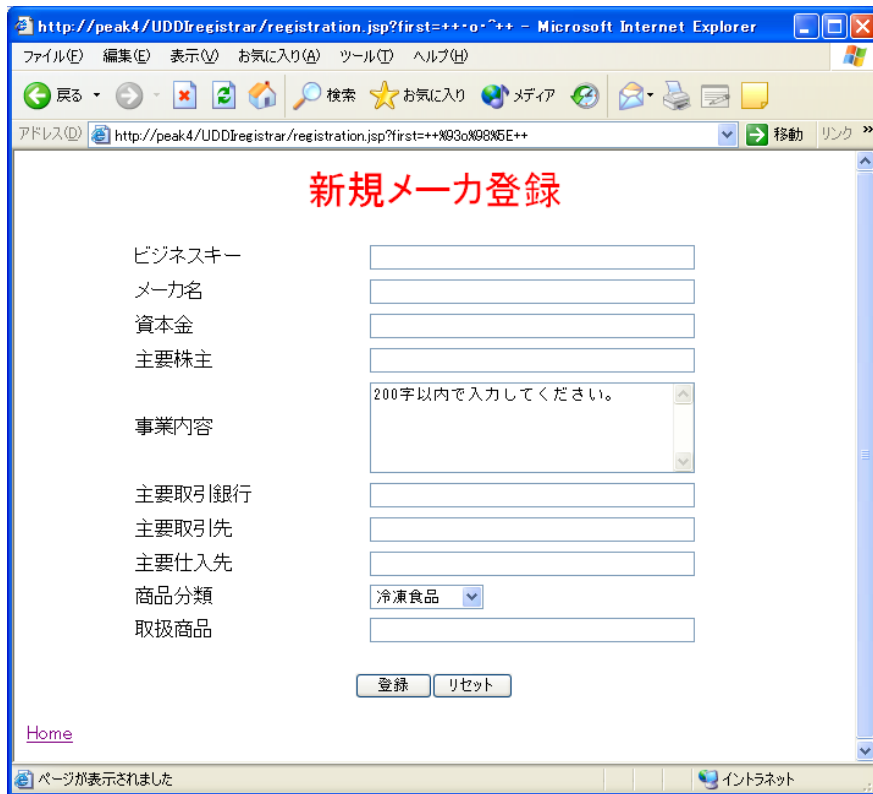 http://peak4/UDDIregistrar/registration.jsp?first=++･o･^++ - Microsoft Internet Explorer
ファイル(F) 編集(E) 表示(V) お気に入り(A) ツール(T) ヘルプ(H)
戻る 検索 お気に入り メディア
アドレス(D) http://peak4/UDDIregistrar/registration.jsp?first=++%93o%98%5E++ 移動 リンク »
新規メーカ登録
ビジネスキー
メーカ名
資本金
主要株主
事業内容 200字以内で入力してください。
主要取引銀行
主要取引先
主要仕入先
商品分類 冷凍食品
取扱商品
登録 リセット
Home
ページが表示されました イントラネット